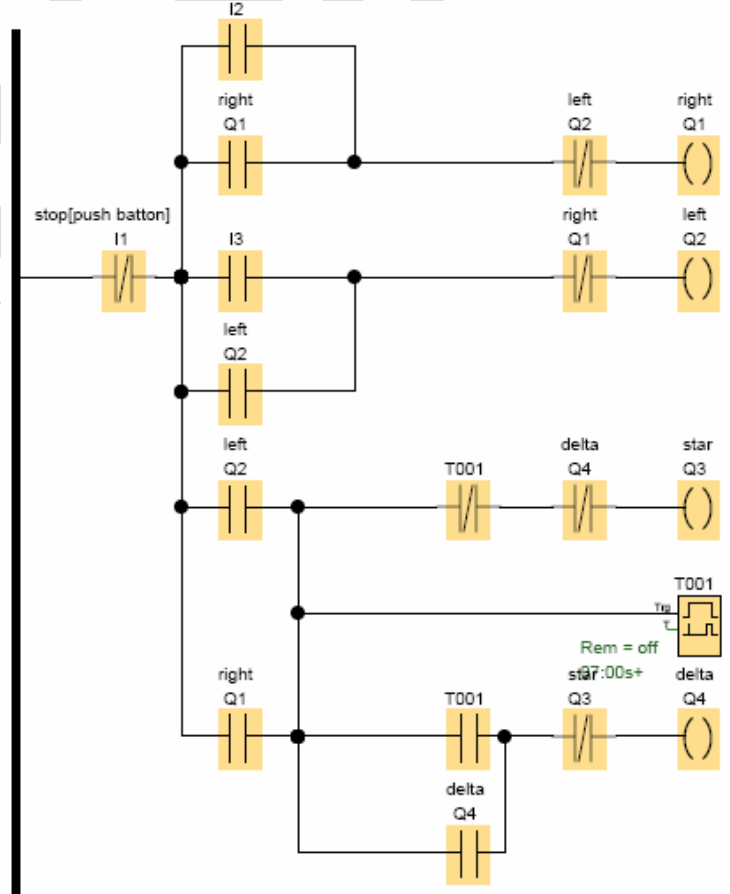 I2
right
Q1
left
Q2
right
Q1
stop[push batton]
I1
I3
right
Q1
left
Q2
left
Q2
left
Q2
T001
delta
Q4
star
Q3
T001
Trg
T
Rem = off
07:00s+
right
Q1
T001
star
Q3
delta
Q4
delta
Q4